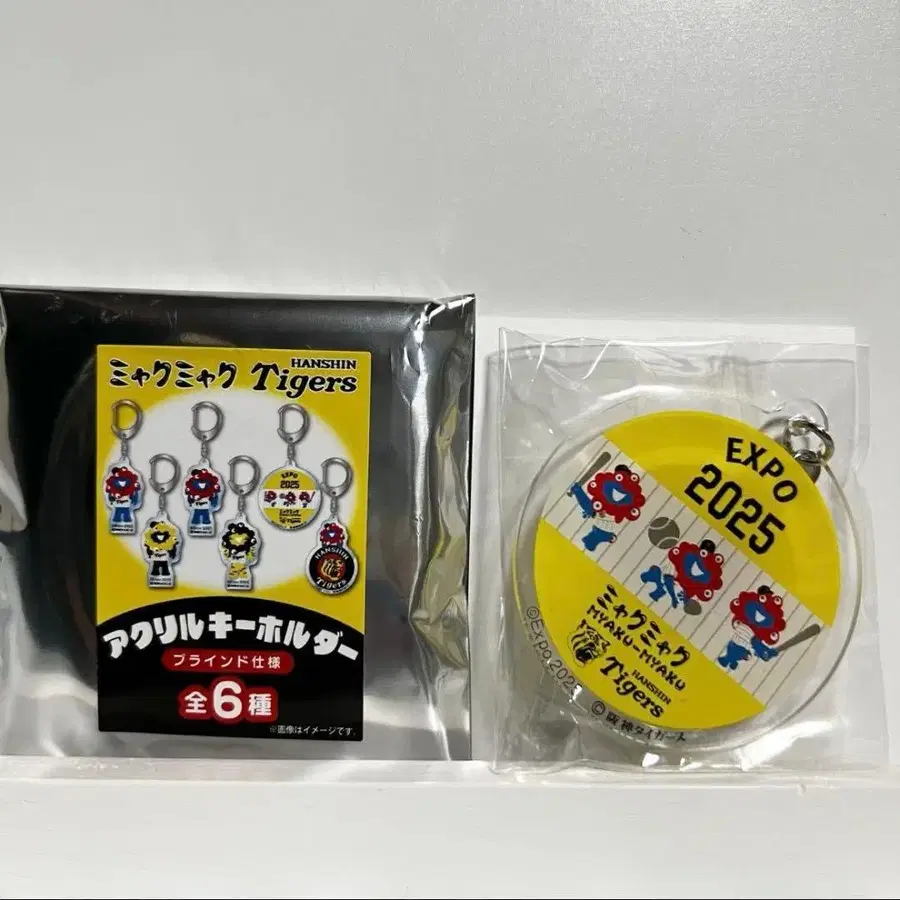 ミャクミャク HANSHIN Tigers
EXPO
2025
HANSHIN
Tigers
アクリルキーホルダー
ブラインド仕様
全6種
※画像はイメージです。
EXPO
2025
ミャクミャク
MYAKU-MYAKU
HANSHIN
Tigers
©Expo 202
©阪神タイガース